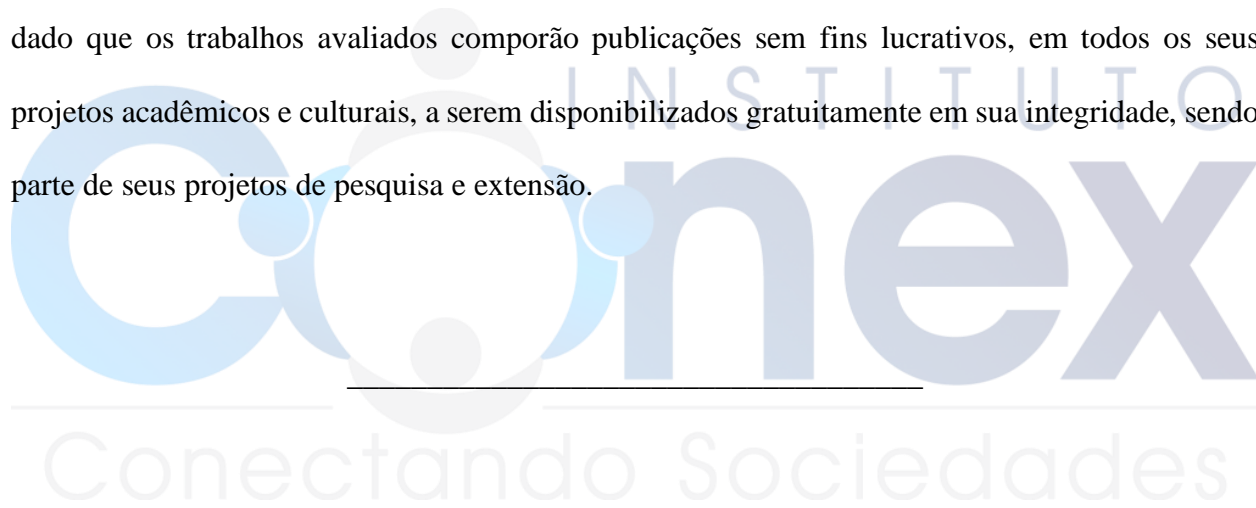 dado que os trabalhos avaliados comporão publicações sem fins lucrativos, em todos os seus
INSTITUTO
projetos acadêmicos e culturais, a serem disponibilizados gratuitamente em sua integridade, sendo
parte de seus projetos de pesquisa e extensão.
Conex
Conectando Sociedades